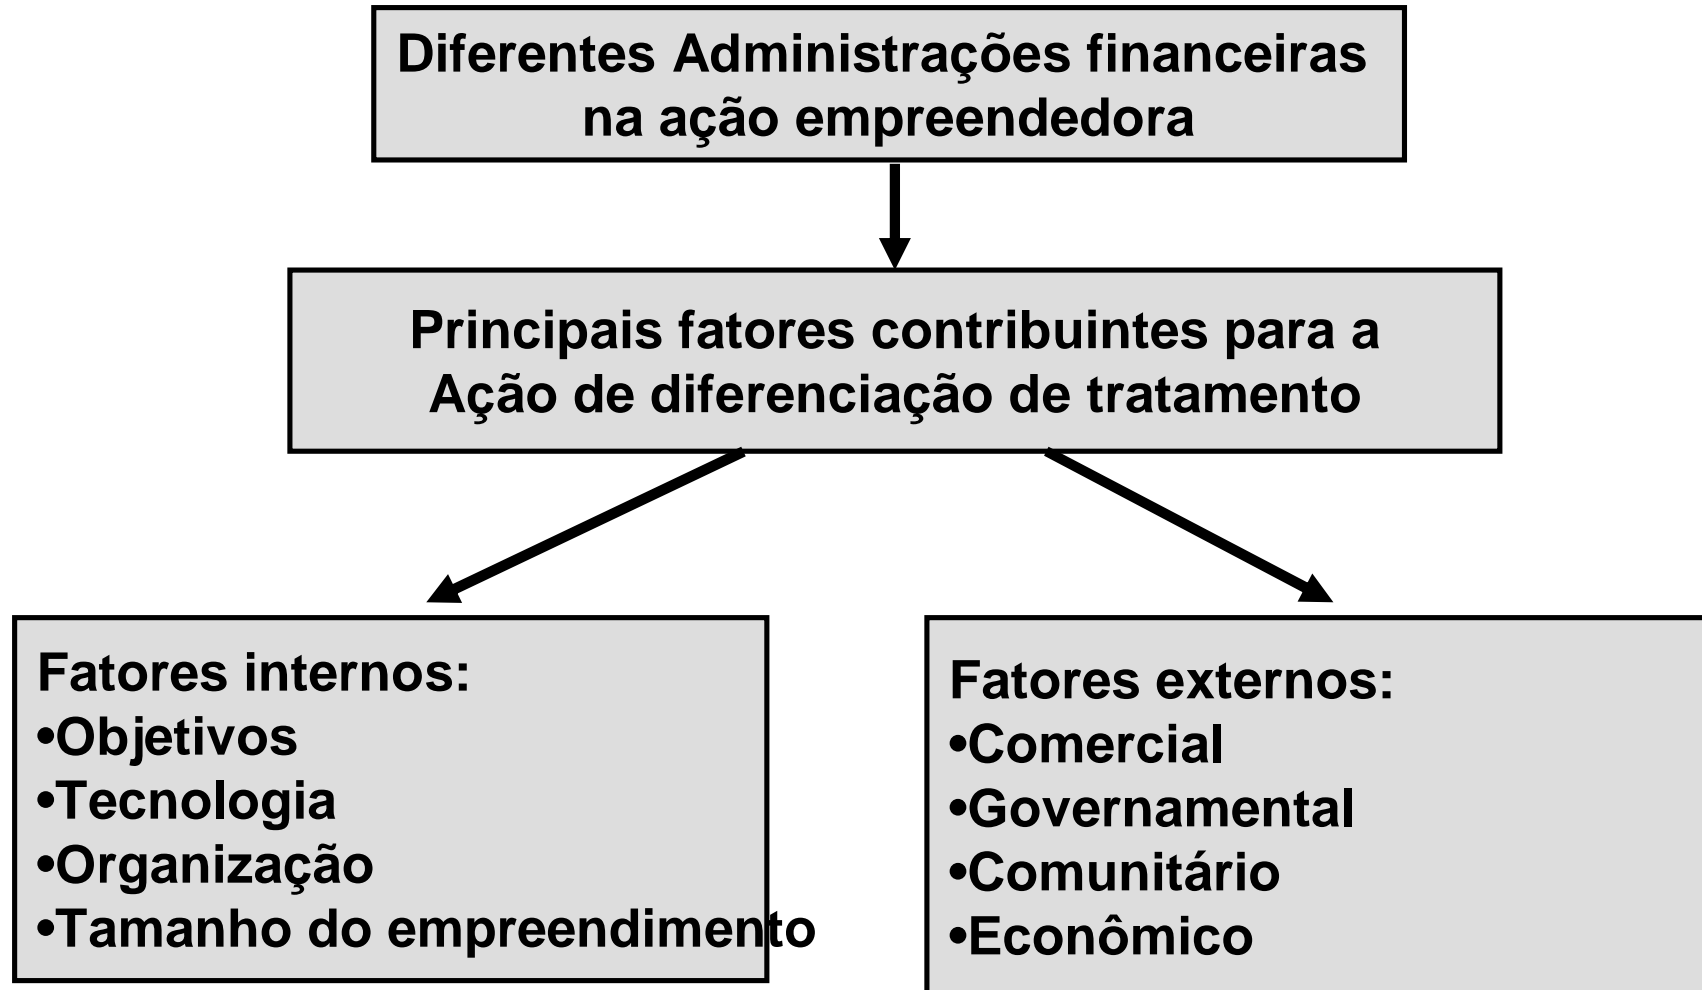 Diferentes Administrações financeiras
na ação empreendedora
Principais fatores contribuintes para a
Ação de diferenciação de tratamento
Fatores internos:
•Objetivos
•Tecnologia
•Organização
•Tamanho do empreendimento
Fatores externos:
•Comercial
•Governamental
•Comunitário
•Econômico